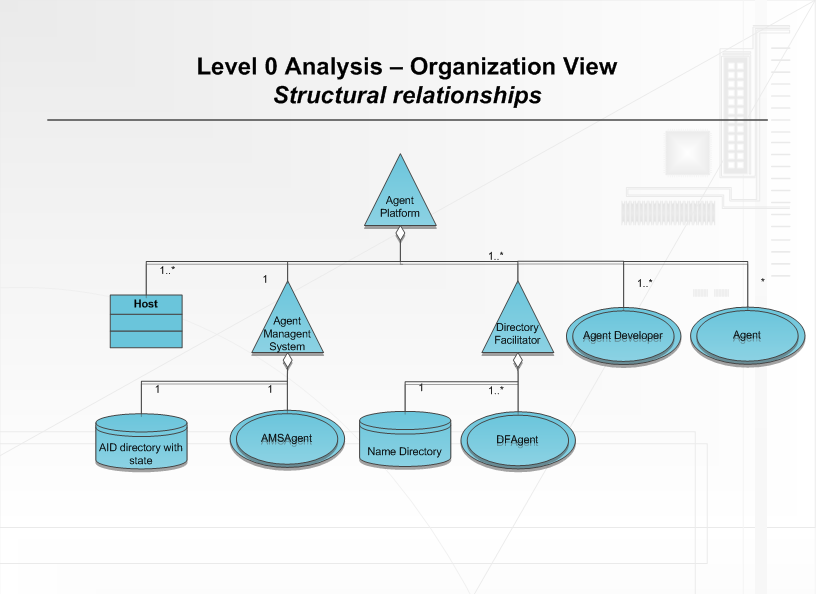 Level 0 Analysis – Organization View
Structural relationships
Agent
Platform
1..*
1..*
1
1..*
*
Host
Agent
Managent
System
Directory
Facilitator
Agent Developer
Agent
1
1
1
1..*
AID directory with
state
AMSAgent
Name Directory
DFAgent